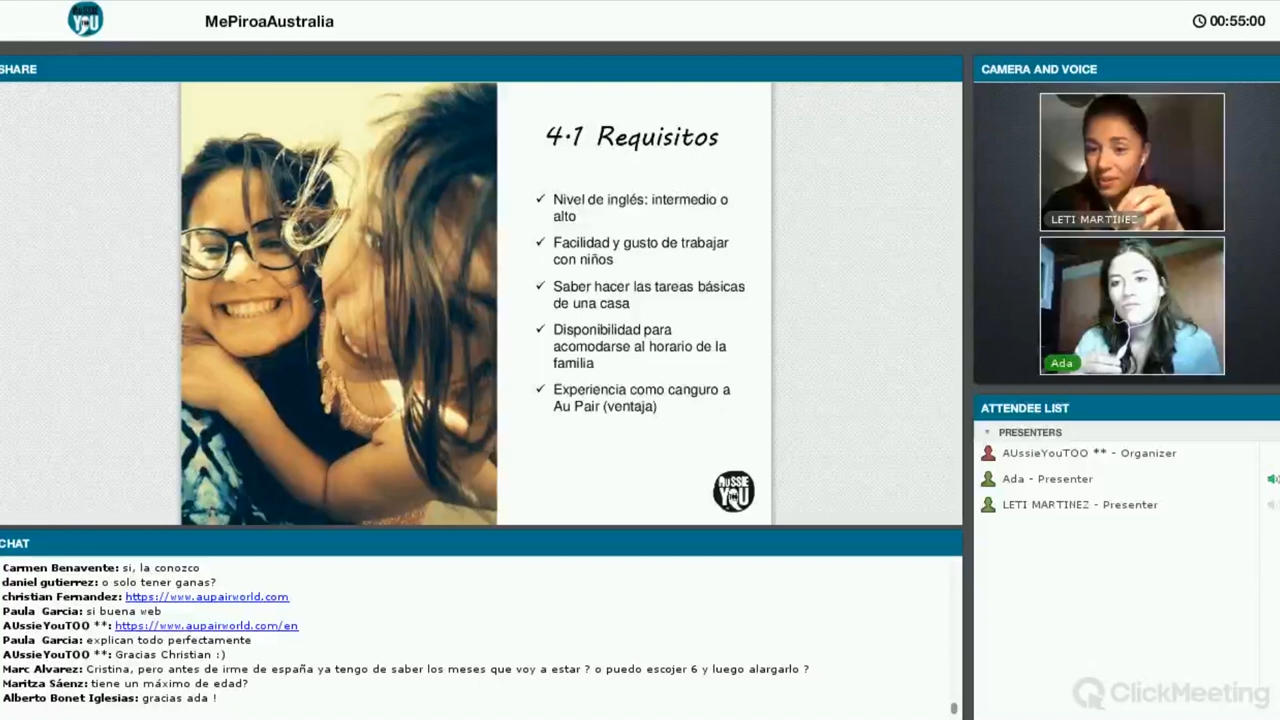 AUSSIE
YOU
MePiroaAustralia
00:55:00
SHARE
CAMERA AND VOICE
4.1 Requisitos
✓ Nivel de inglés: intermedio o
alto
✓ Facilidad y gusto de trabajar
con niños
✓ Saber hacer las tareas básicas
de una casa
✓ Disponibilidad para
acomodarse al horario de la
familia
✓ Experiencia como canguro a
Au Pair (ventaja)
AUSSIE
YOU
LETI MARTINEZ
Ada
ATTENDEE LIST
PRESENTERS
AUssieYouTOO ** - Organizer
Ada - Presenter
LETI MARTINEZ - Presenter
CHAT
Carmen Benavente: si, la conozco
daniel gutierrez: o solo tener ganas?
christian Fernandez: https://www.aupairworld.com
Paula Garcia: si buena web
AUssieYouTOO **: https://www.aupairworld.com/en
Paula Garcia: explican todo perfectamente
AUssieYouTOO **: Gracias Christian :)
Marc Alvarez: Cristina, pero antes de irme de españa ya tengo de saber los meses que voy a estar ? o puedo escojer 6 y luego alargarlo ?
Maritza Sáenz: tiene un máximo de edad?
Alberto Bonet Iglesias: gracias ada !
ClickMeeting